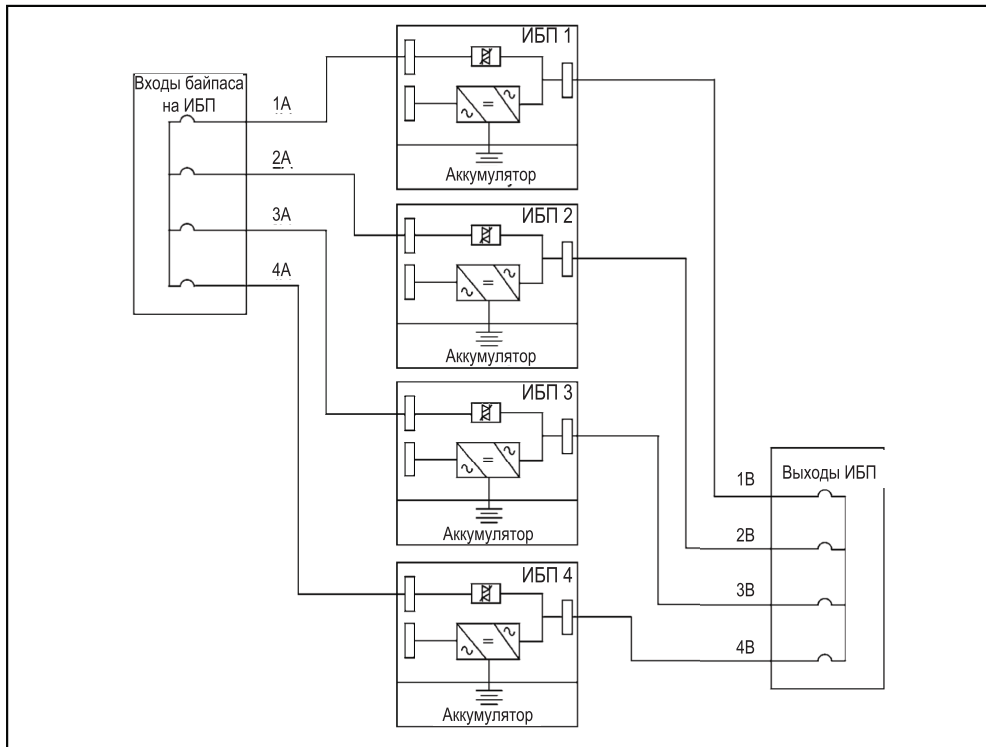 Входы байпаса
на ИБП
1А
2А
3А
4А
ИБП 1
Аккумулятор
ИБП 2
Аккумулятор
ИБП 3
Аккумулятор
ИБП 4
Аккумулятор
Выходы ИБП
1В
2В
3В
4В